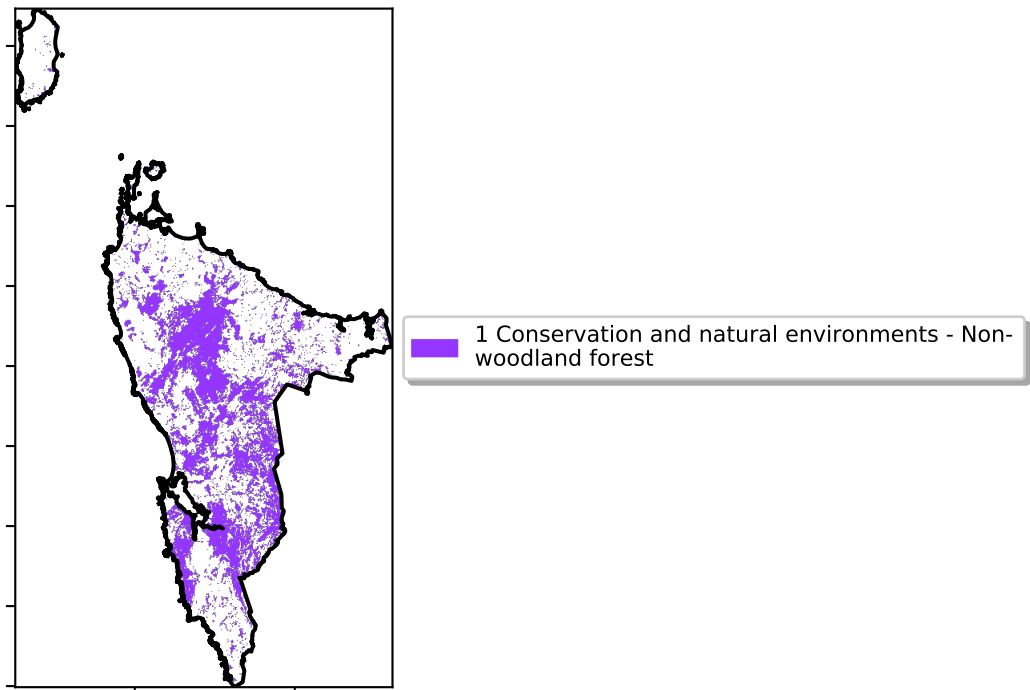 1 Conservation and natural environments - Non-
woodland forest